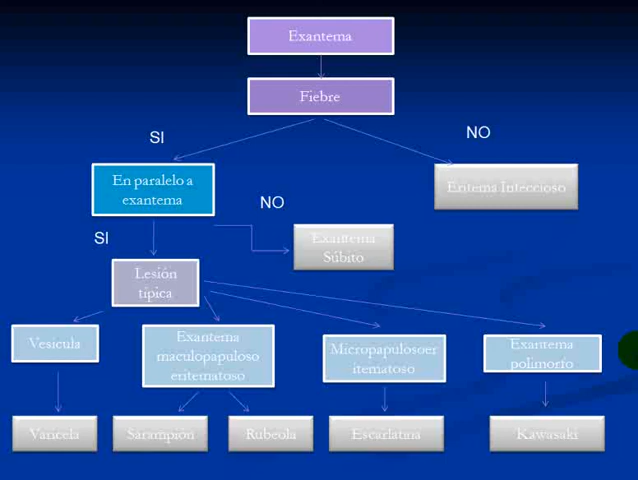 Exantema
Fiebre
SI
NO
En paralelo a
exantema
Eritema Infeccioso
NO
SI
Exantema
Súbito
Lesión
típica
Vesicula
Exantema
maculopapuloso
eritematoso
Micropapulosoer
itematoso
Exantema
polimorfo
Varicela
Sarampión
Rubeola
Escarlatina
Kawasaki